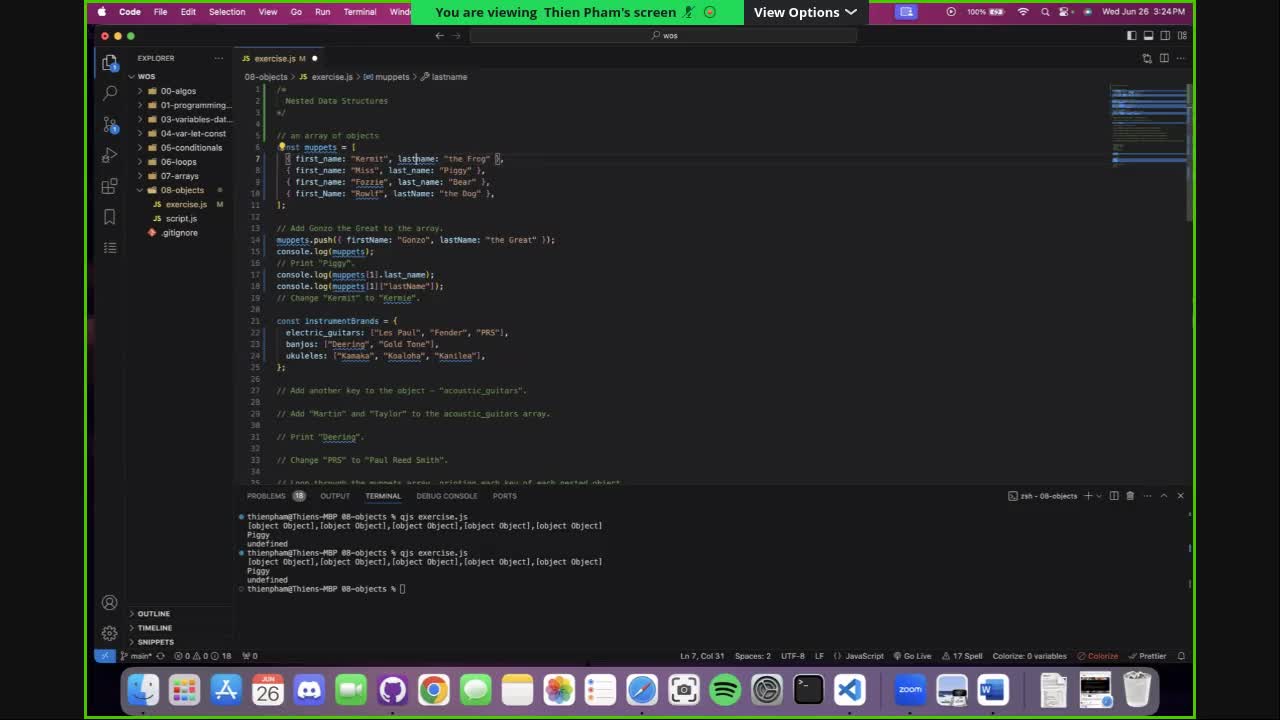 You are viewing Thien Pham's screen
View Options
Code File Edit Selection View Go Run Terminal Wind
100% Wed Jun 26 3:24 PM
wos
EXPLORER
JS exercise.js M
WOS
08-objects > JS exercise.js > muppets > lastname
00-algos
01-programming...
03-variables-dat...
04-var-let-const
05-conditionals
06-loops
07-arrays
08-objects
JS exercise.js M
JS script.js
.gitignore
1 /*
2 Nested Data Structures
3 */
4
5 // an array of objects
6 const muppets = [
7 { first_name: "Kermit", lastname: "the Frog" },
8 { first_name: "Miss", last_name: "Piggy" },
9 { first_name: "Fozzie", last_name: "Bear" },
10 { first_Name: "Rowlf", lastName: "the Dog" },
11 ];
12
13 // Add Gonzo the Great to the array.
14 muppets.push({ firstName: "Gonzo", lastName: "the Great" });
15 console.log(muppets);
16 // Print "Piggy".
17 console.log(muppets[1].last_name);
18 console.log(muppets[1]["lastName"]);
19 // Change "Kermit" to "Kermie".
20
21 const instrumentBrands = {
22 electric_guitars: ["Les Paul", "Fender", "PRS"],
23 banjos: ["Deering", "Gold Tone"],
24 ukuleles: ["Kamaka", "Koaloha", "Kanilea"],
25 };
26
27 // Add another key to the object – "acoustic_guitars".
28
29 // Add "Martin" and "Taylor" to the acoustic_guitars array.
30
31 // Print "Deering".
32
33 // Change "PRS" to "Paul Reed Smith".
34
35 // Loop through the muppets array, printing each key of each nested object
PROBLEMS 18 OUTPUT TERMINAL DEBUG CONSOLE PORTS
zsh - 08-objects
thienpham@Thiens-MBP 08-objects % qjs exercise.js
[object Object],[object Object],[object Object],[object Object],[object Object]
Piggy
undefined
thienpham@Thiens-MBP 08-objects % qjs exercise.js
[object Object],[object Object],[object Object],[object Object],[object Object]
Piggy
undefined
thienpham@Thiens-MBP 08-objects %
OUTLINE
TIMELINE
SNIPPETS
main* 0 0 18 0
Ln 7, Col 31 Spaces: 2 UTF-8 LF {} JavaScript Go Live 17 Spell Colorize: 0 variables Colorize Prettier
JUN
26
zoom